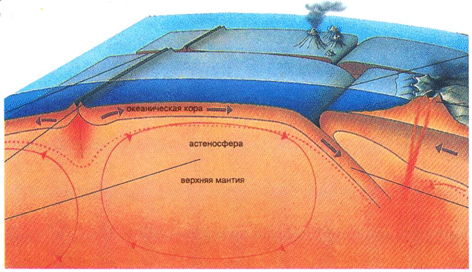 океаническая кора
астеносфера
верхняя мантия